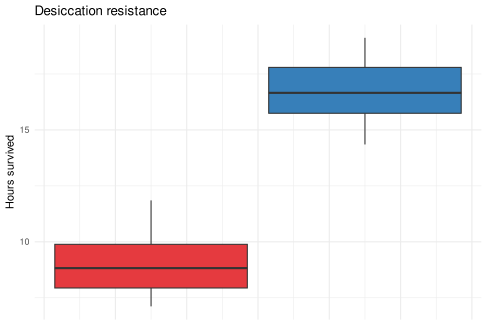 Desiccation resistance
Hours survived
15
10